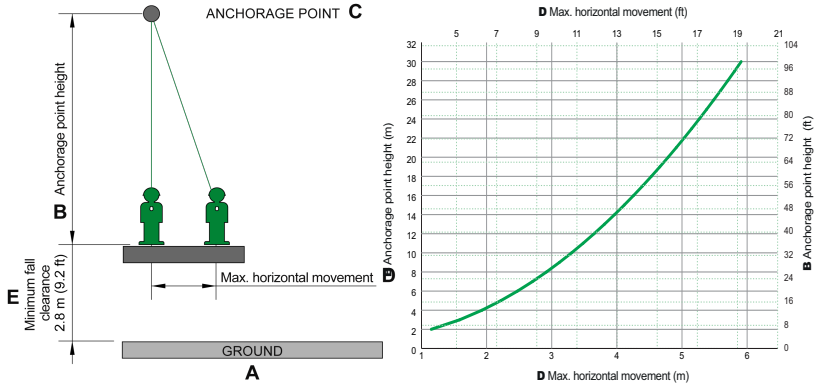 ANCHORAGE POINT C
Anchorage point height
B
Minimum fall
clearance
2.8 m (9.2 ft)
E
Max. horizontal movement D
GROUND
A
D Max. horizontal movement (ft)
5 7 9 11 13 15 17 19 21
32
30
28
26
24
22
20
18
16
14
12
10
8
6
4
2
0
B Anchorage point height (m)
104
96
88
80
72
64
56
48
40
32
24
16
8
0
B Anchorage point height (ft)
1 2 3 4 5 6
D Max. horizontal movement (m)